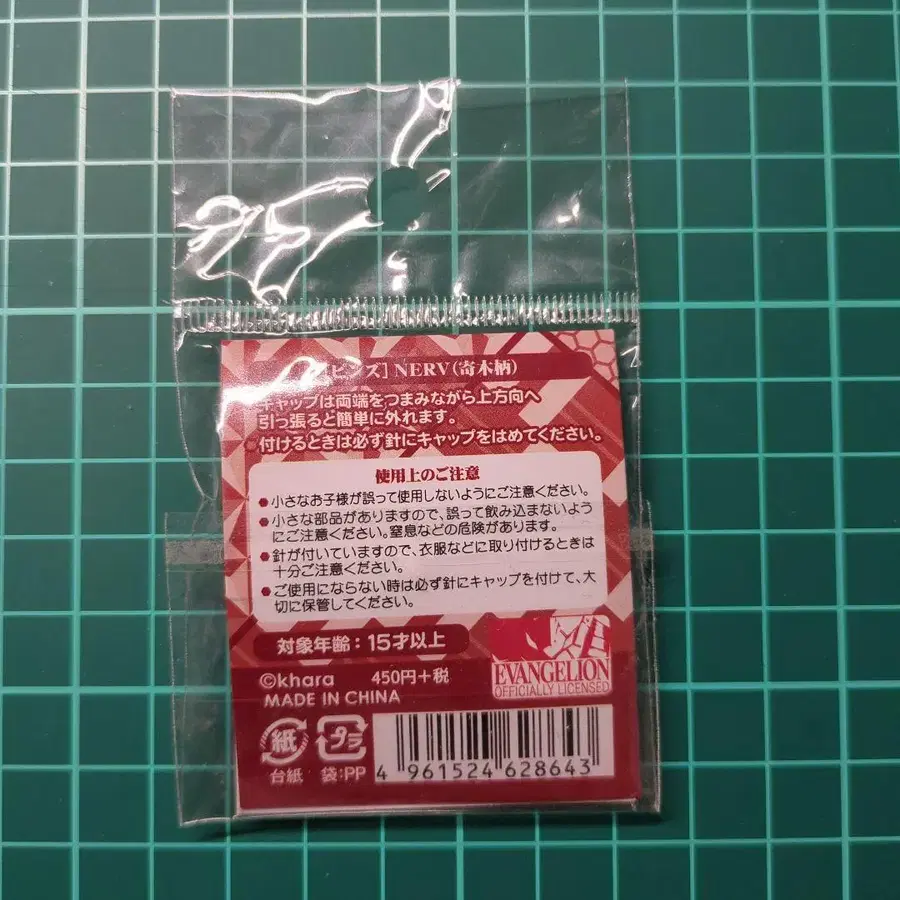 ピンズ] NERV(寄木柄)
キャップは両端をつまみながら上方向へ
引っ張ると簡単に外れます。
付けるときは必ず針にキャップをはめてください。
使用上のご注意
●小さなお子様が誤って使用しないようにご注意ください。
●小さな部品がありますので、誤って飲み込まないよう
にご注意ください。窒息などの危険があります。
●針が付いていますので、衣服などに取り付けるときは
十分ご注意ください。
●ご使用にならない時は必ず針にキャップを付けて、大
切に保管してください。
対象年齢:15才以上
©khara 450円+税
MADE IN CHINA
EVANGELION
OFFICIALLY LICENSED
紙 プラ
台紙 袋:PP
4 961524 628643